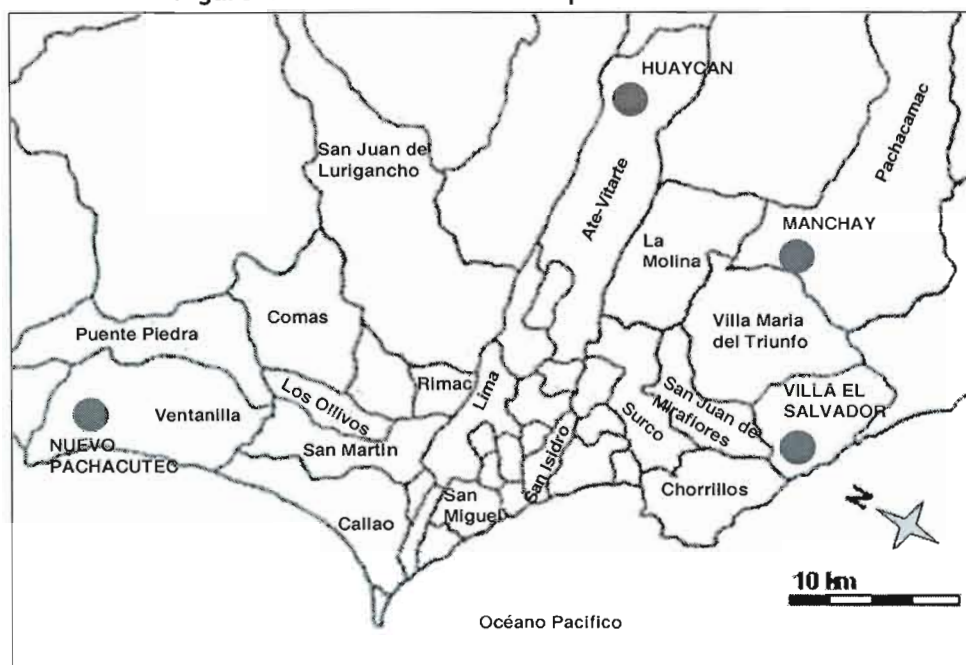 HUAYCAN
San Juan de
Lurigancho
Ate-Vitarte
Pachacamac
MANCHAY
La
Molina
Puente Piedra
Comas
Villa Maria
del Triunfo
Rimac
Lima
Los Ollivos
San Juan de
Miraflores
VILLA EL
SALVADOR
Ventanilla
Surco
San Isidro
NUEVO
PACHACUTEC
San Martin
San
Miguel
Chorrillos
Callao
N
10 km
Océano Pacifico